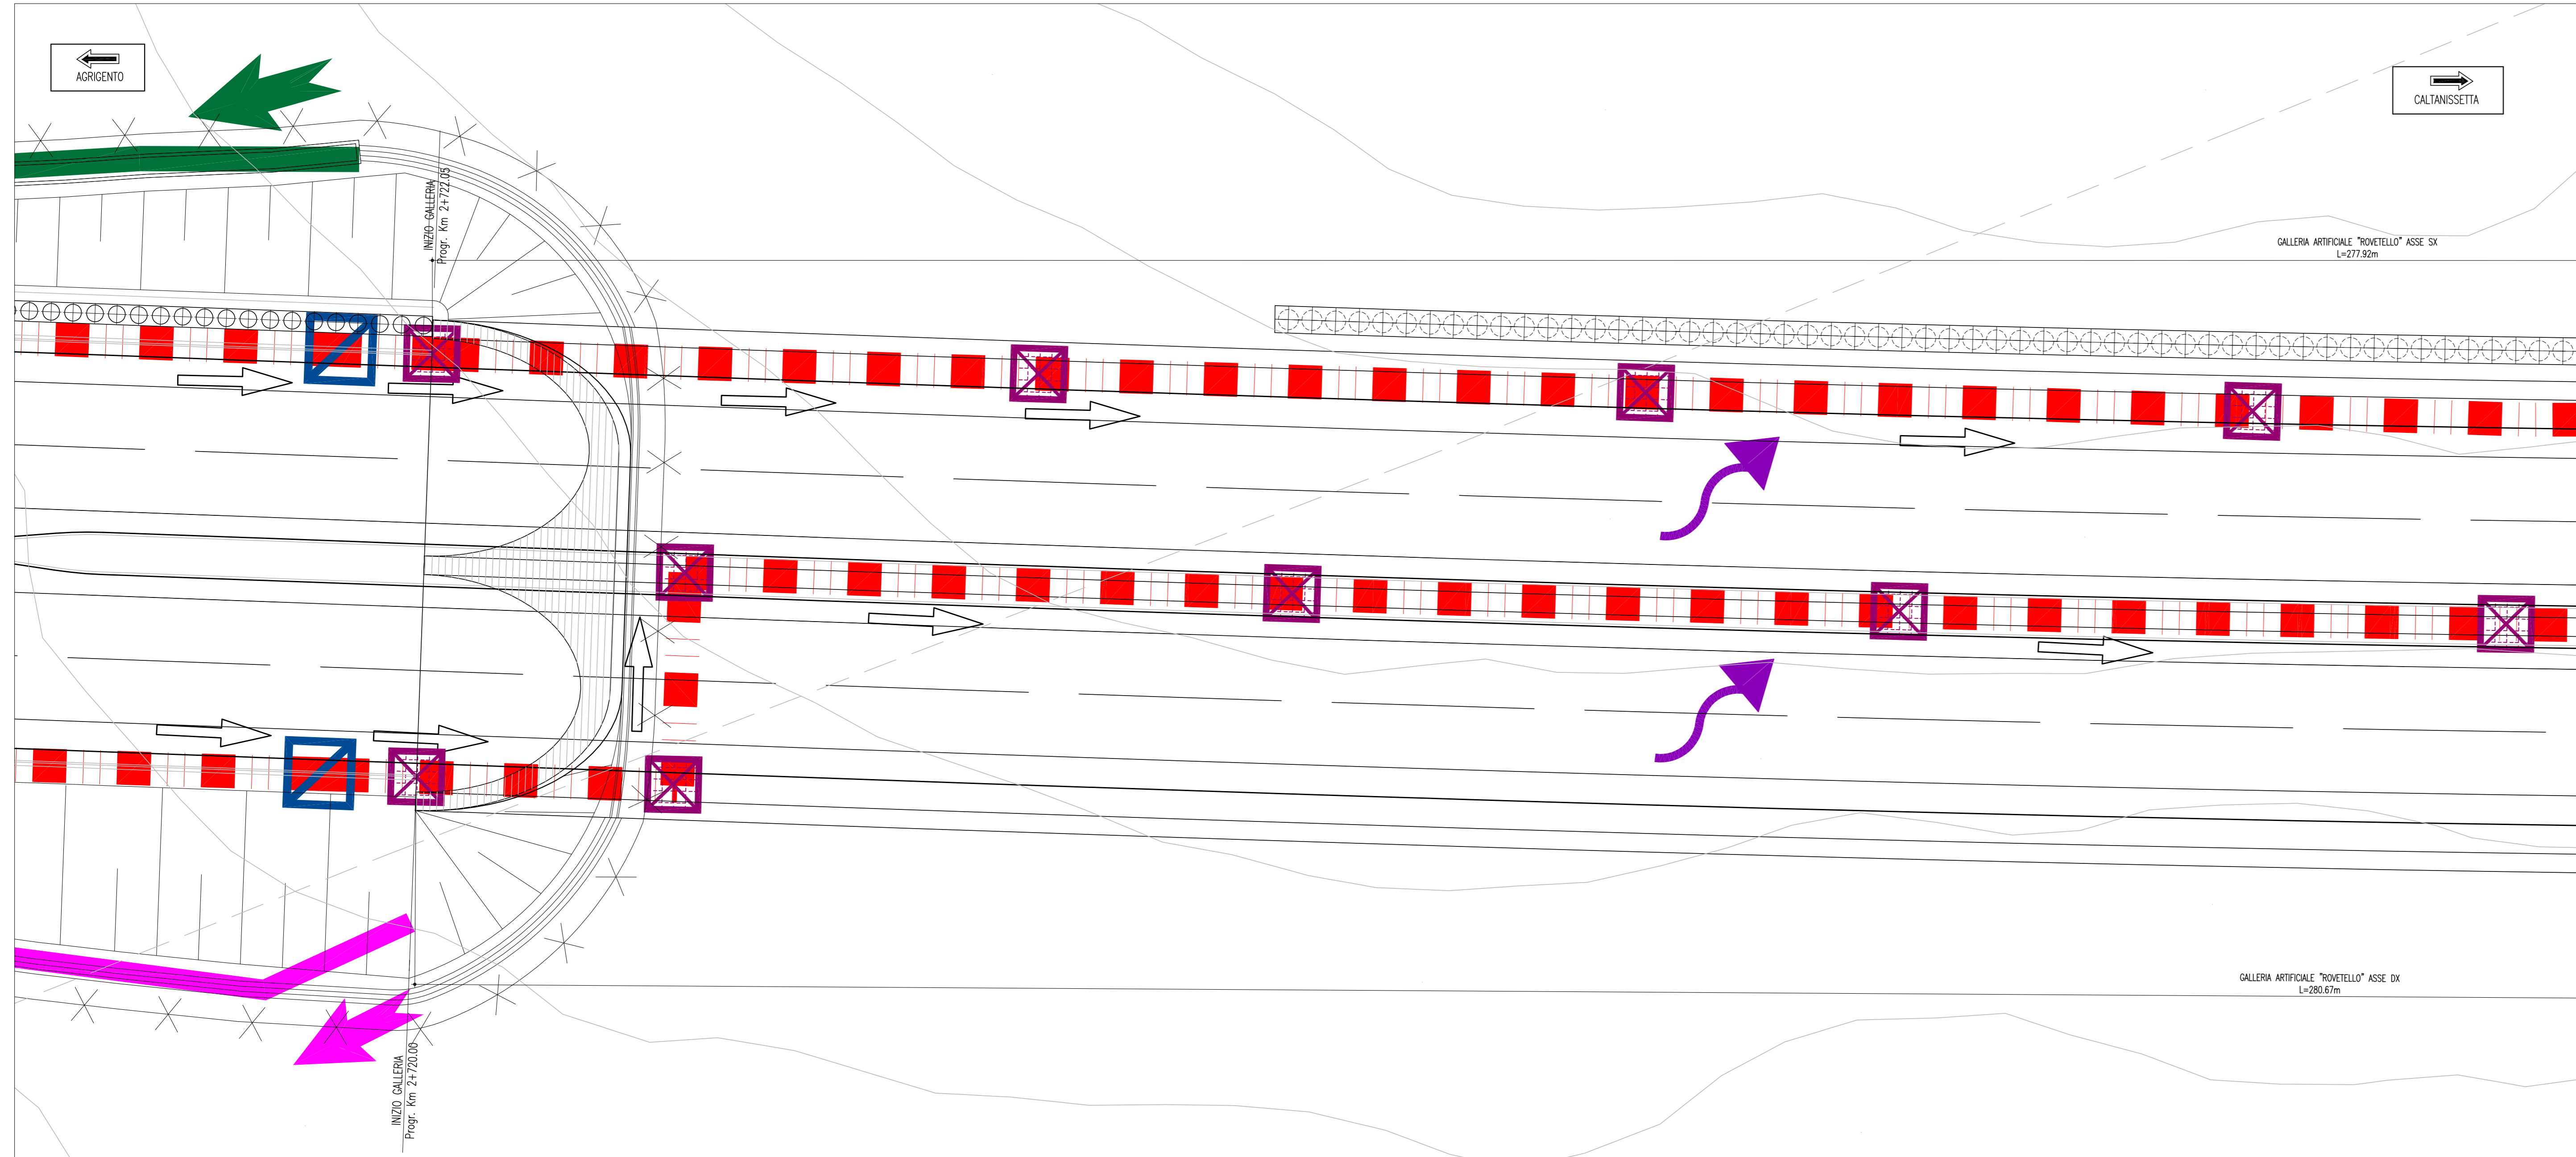 AGRIGENTO
CALTANISSETTA
INIZIO GALLERIA
Progr. Km 2+722.05
GALLERIA ARTIFICIALE "ROVETELLO" ASSE SX
L=277.92m
GALLERIA ARTIFICIALE "ROVETELLO" ASSE DX
L=280.67m
INIZIO GALLERIA
Progr. Km 2+720.00